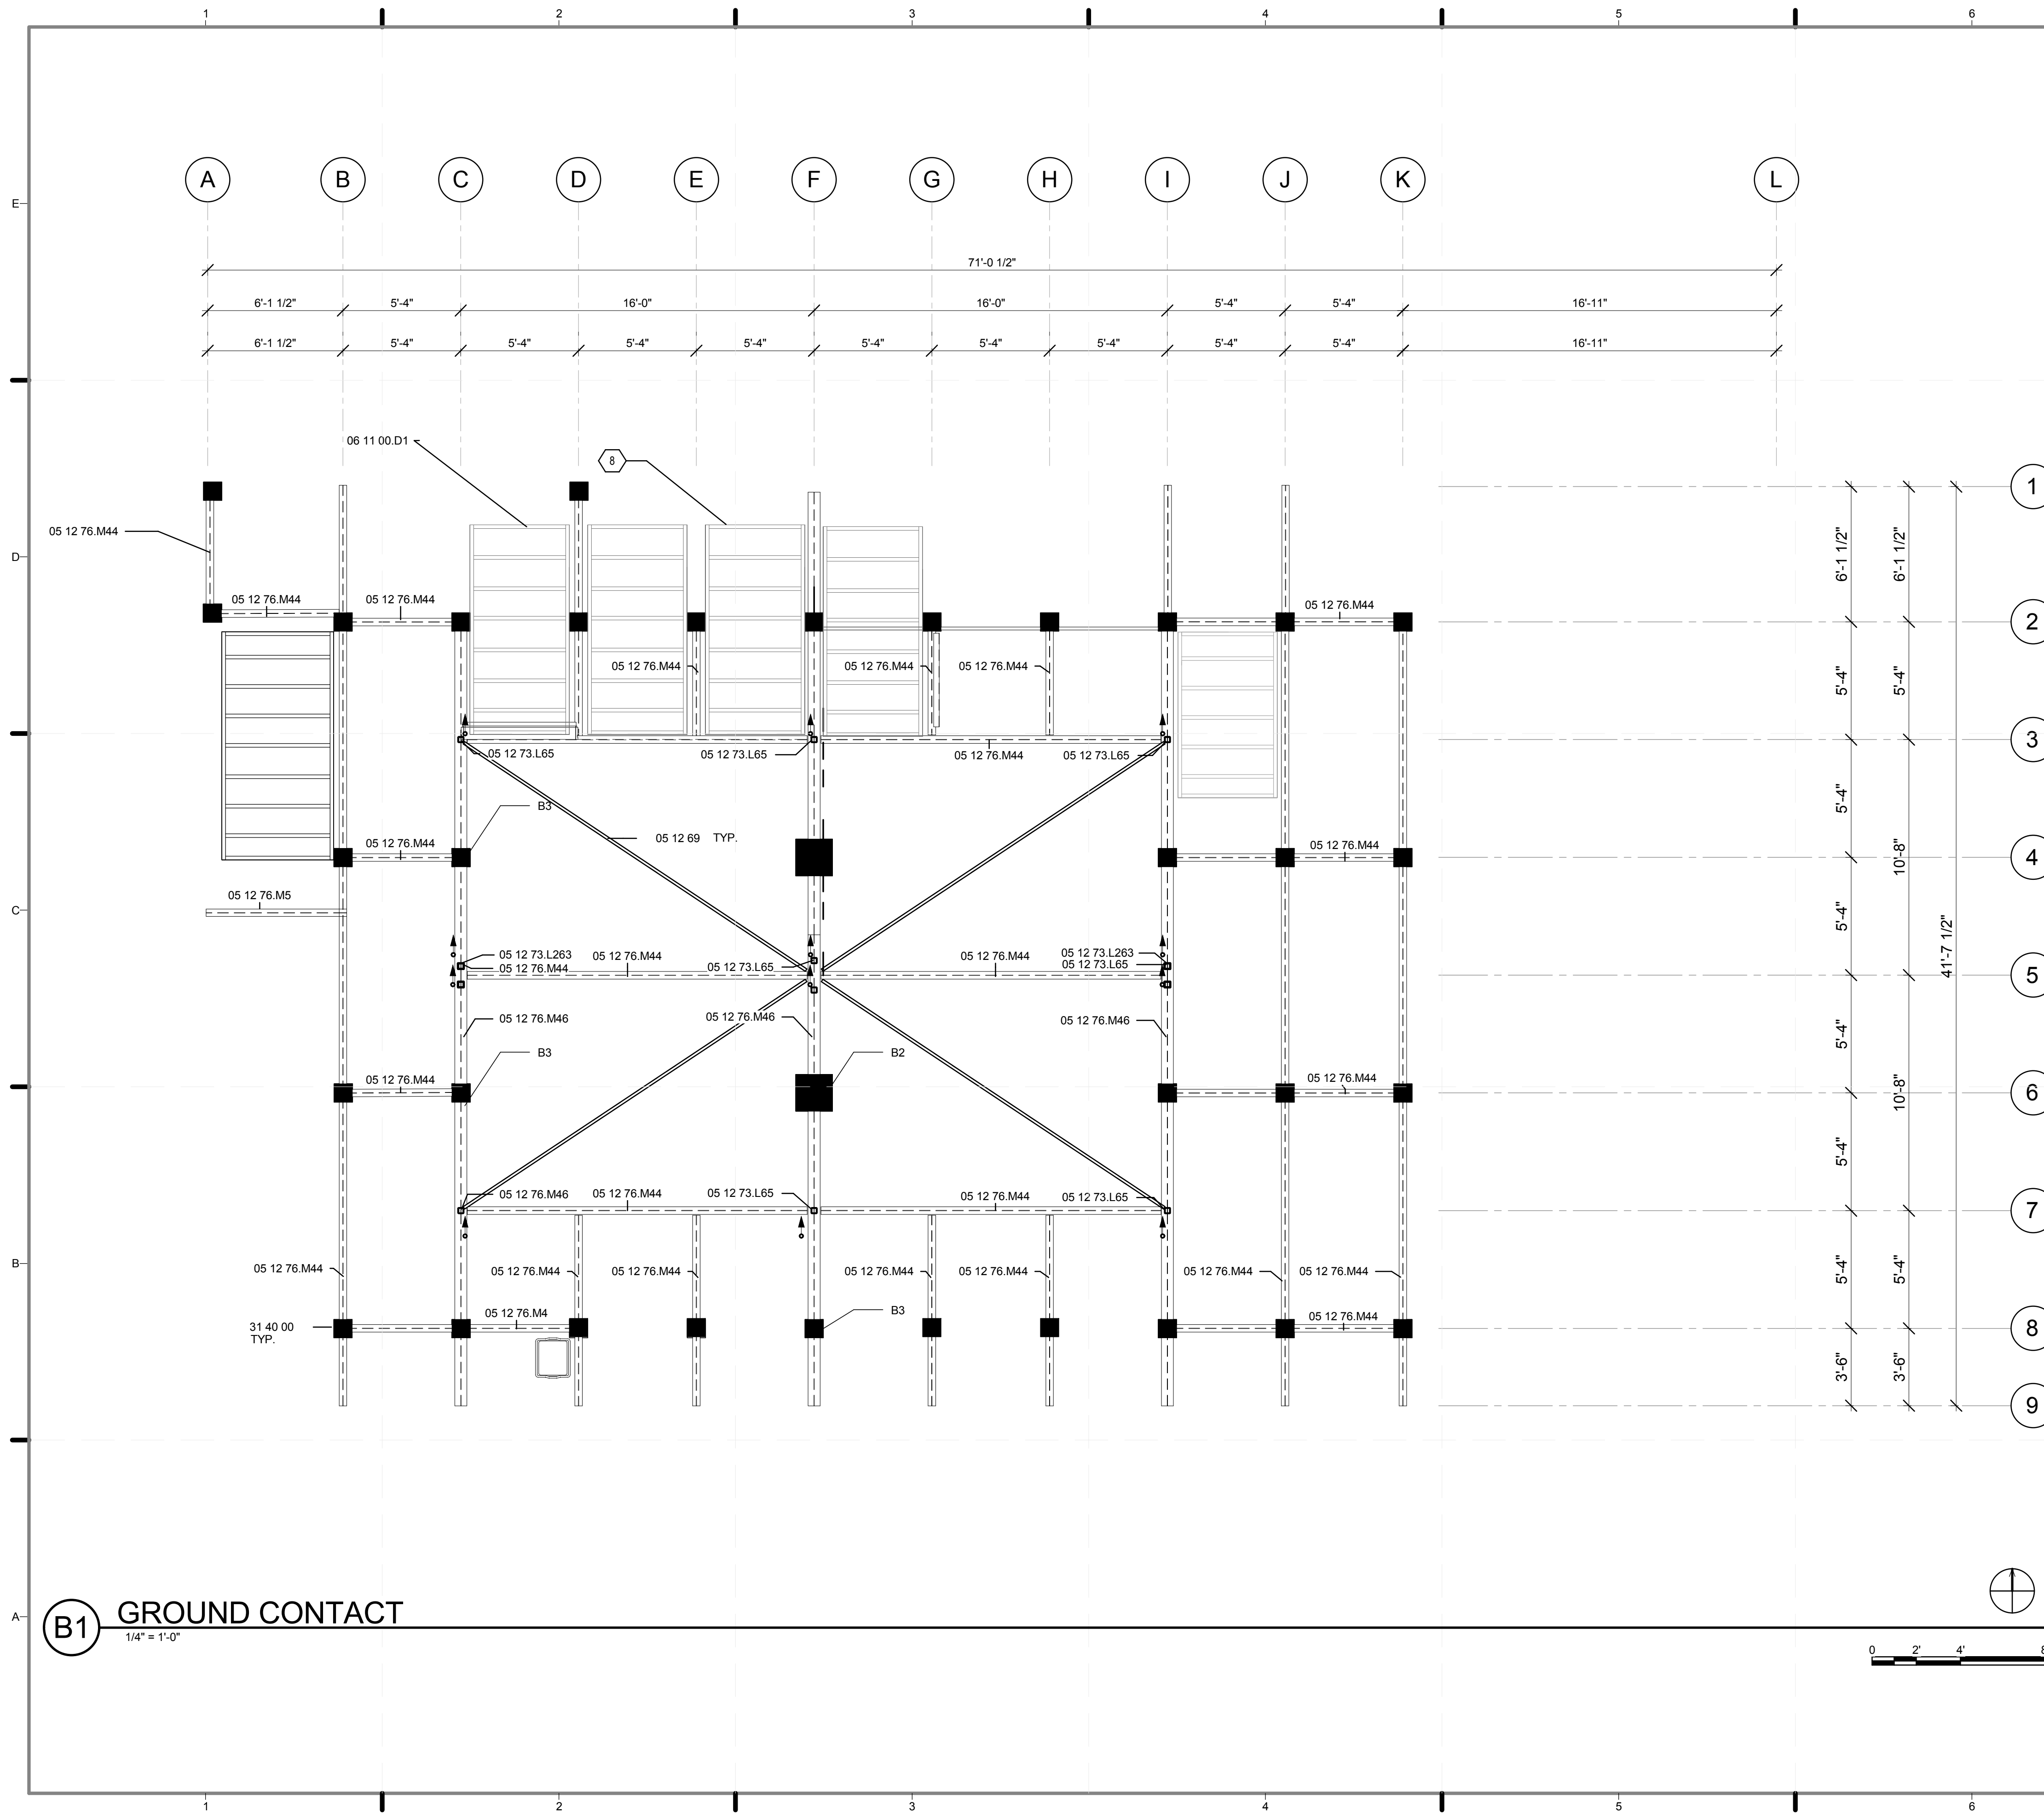 1 2 3 4 5 6
A B C D E F G H I J K L
E
71'-0 1/2"
6'-1 1/2" 5'-4" 16'-0" 16'-0" 5'-4" 5'-4" 16'-11"
6'-1 1/2" 5'-4" 5'-4" 5'-4" 5'-4" 5'-4" 5'-4" 5'-4" 5'-4" 5'-4" 16'-11"
06 11 00.D1
8
1
05 12 76.M44
D
6'-1 1/2" 6'-1 1/2"
05 12 76.M44 05 12 76.M44 05 12 76.M44
2
05 12 76.M44 05 12 76.M44 05 12 76.M44
5'-4" 5'-4"
3
05 12 73.L65 05 12 73.L65 05 12 76.M44 05 12 73.L65
B3
5'-4"
05 12 69 TYP.
05 12 76.M44 05 12 76.M44
10'-8"
4
05 12 76.M5
C
5'-4"
41'-7 1/2"
05 12 73.L263 05 12 76.M44 05 12 76.M44 05 12 73.L263
05 12 76.M44 05 12 73.L65 05 12 73.L65
5
05 12 76.M46 05 12 76.M46 05 12 76.M46
5'-4"
B3 B2
05 12 76.M44 05 12 76.M44
10'-8"
6
5'-4"
05 12 76.M46 05 12 76.M44 05 12 73.L65 05 12 76.M44 05 12 73.L65
7
B
05 12 76.M44 05 12 76.M44 05 12 76.M44 05 12 76.M44 05 12 76.M44 05 12 76.M44 05 12 76.M44
5'-4" 5'-4"
05 12 76.M4 B3 05 12 76.M44
31 40 00
TYP.
8
3'-6" 3'-6"
9
A
B1 GROUND CONTACT
1/4" = 1'-0"
0 2' 4' 8
1 2 3 4 5 6